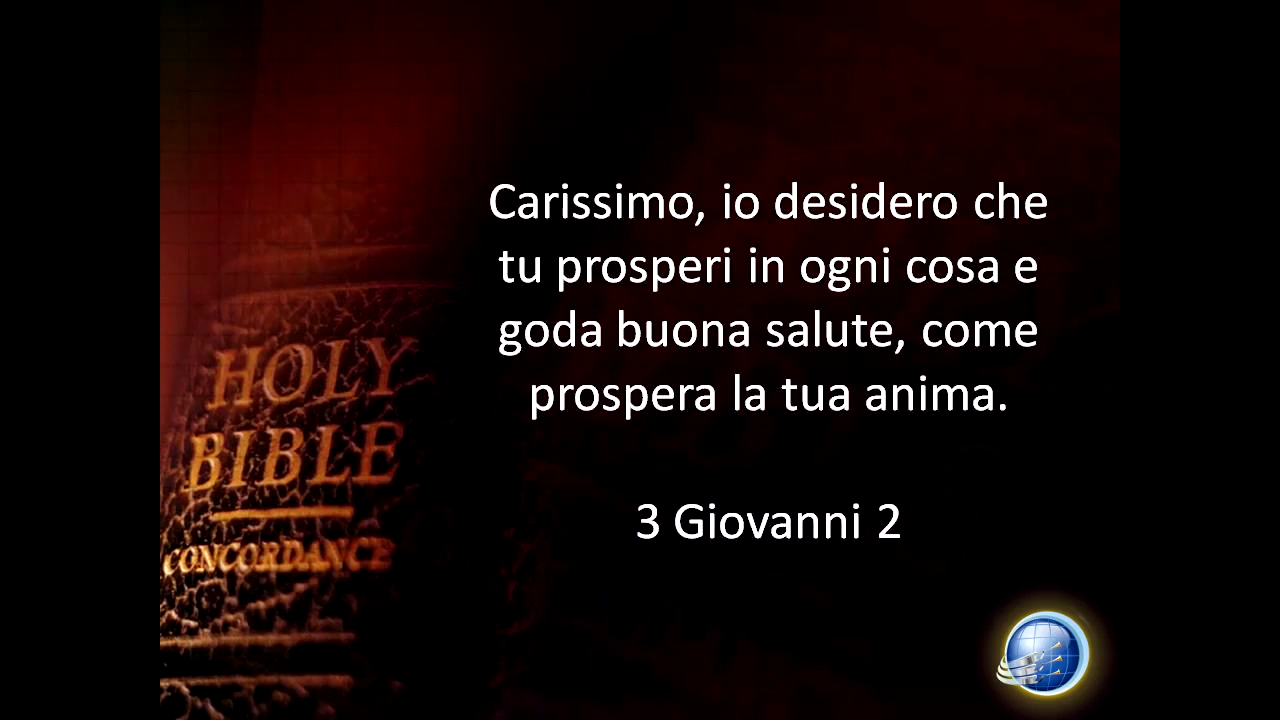 Carissimo, io desidero che
tu prosperi in ogni cosa e
goda buona salute, come
prospera la tua anima.
3 Giovanni 2
HOLY
BIBLE
CONCORDANCE